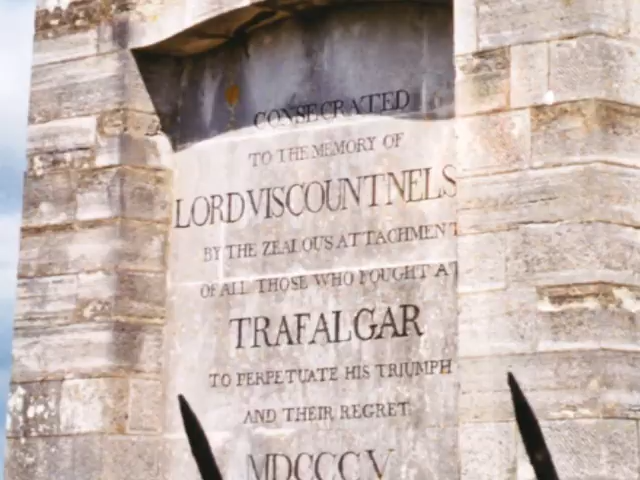 CONSECRATED
TO THE MEMORY OF
LORD VISCOUNT NELS
BY THE ZEALOUS ATTACHMENT
OF ALL THOSE WHO FOUGHT AT
TRAFALGAR
TO PERPETUATE HIS TRIUMPH
AND THEIR REGRET
MDCCCV